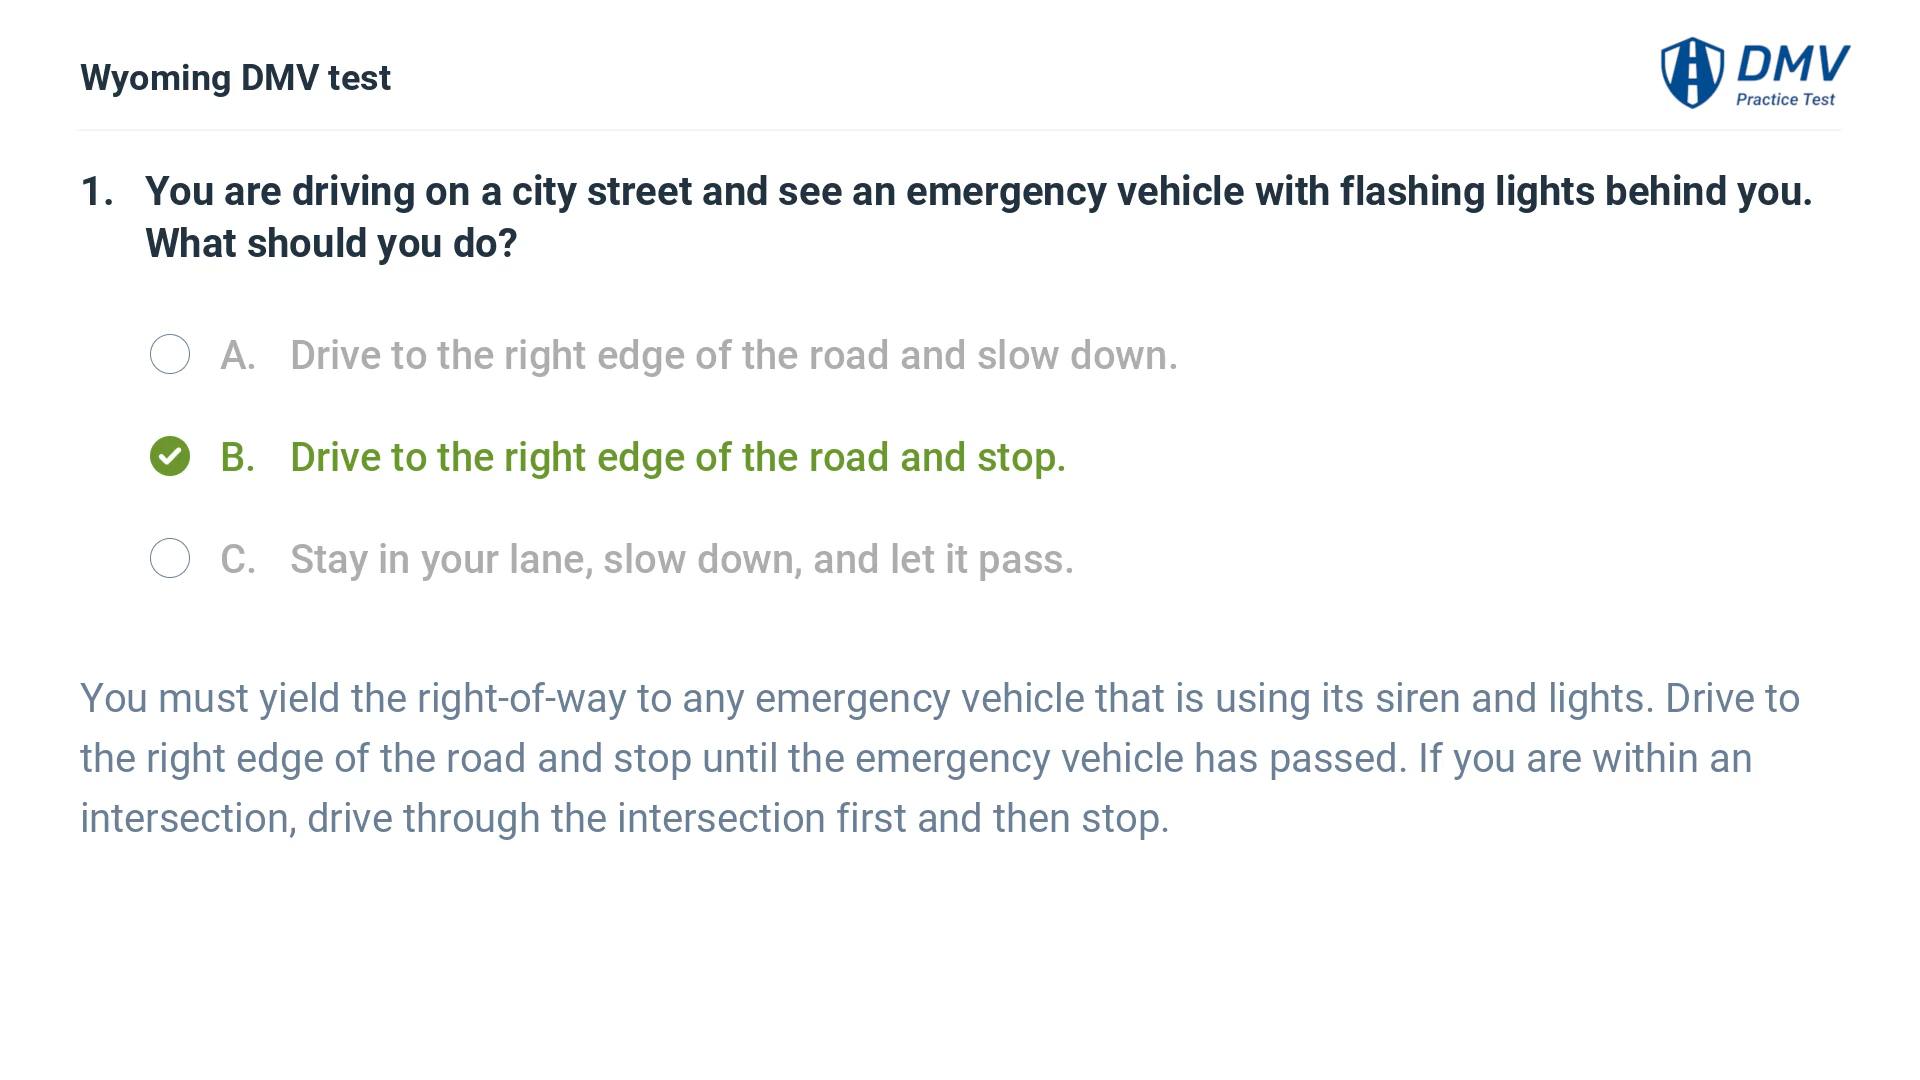 Wyoming DMV test
DMV
Practice Test
1. You are driving on a city street and see an emergency vehicle with flashing lights behind you.
What should you do?
A. Drive to the right edge of the road and slow down.
B. Drive to the right edge of the road and stop.
C. Stay in your lane, slow down, and let it pass.
You must yield the right-of-way to any emergency vehicle that is using its siren and lights. Drive to
the right edge of the road and stop until the emergency vehicle has passed. If you are within an
intersection, drive through the intersection first and then stop.